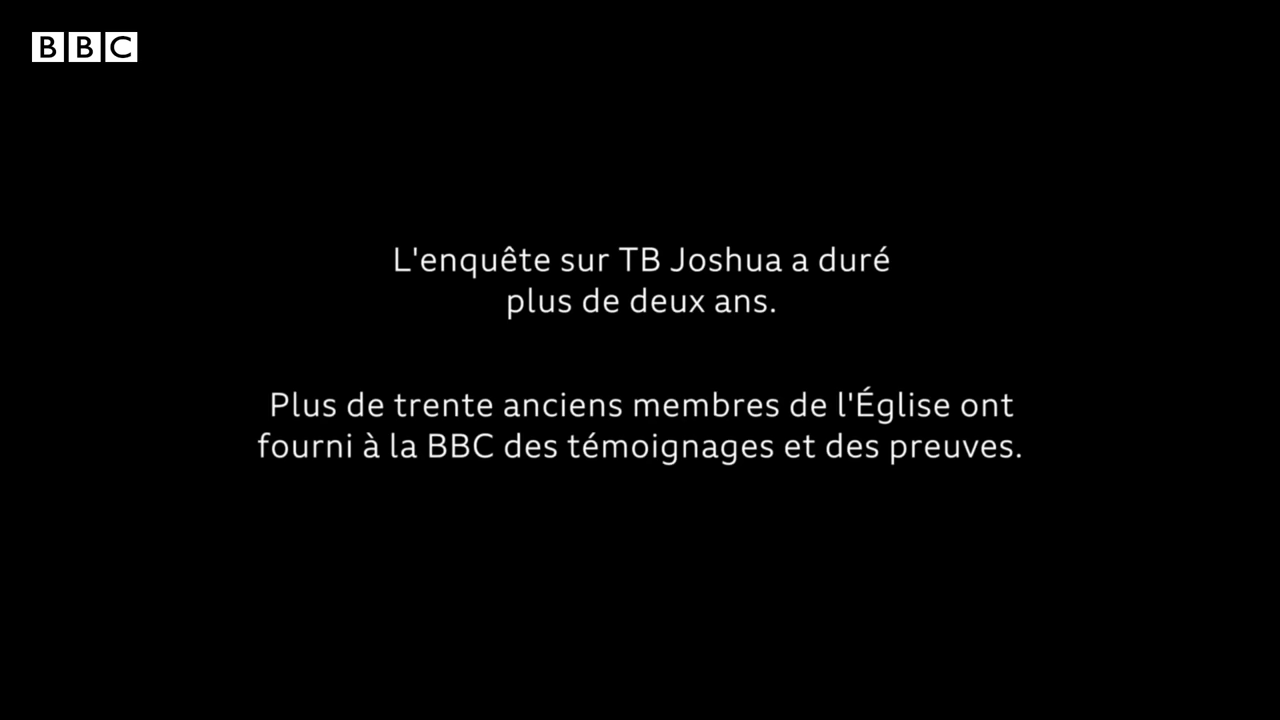 BBC
L'enquête sur TB Joshua a duré
plus de deux ans.
Plus de trente anciens membres de l'Église ont
fourni à la BBC des témoignages et des preuves.